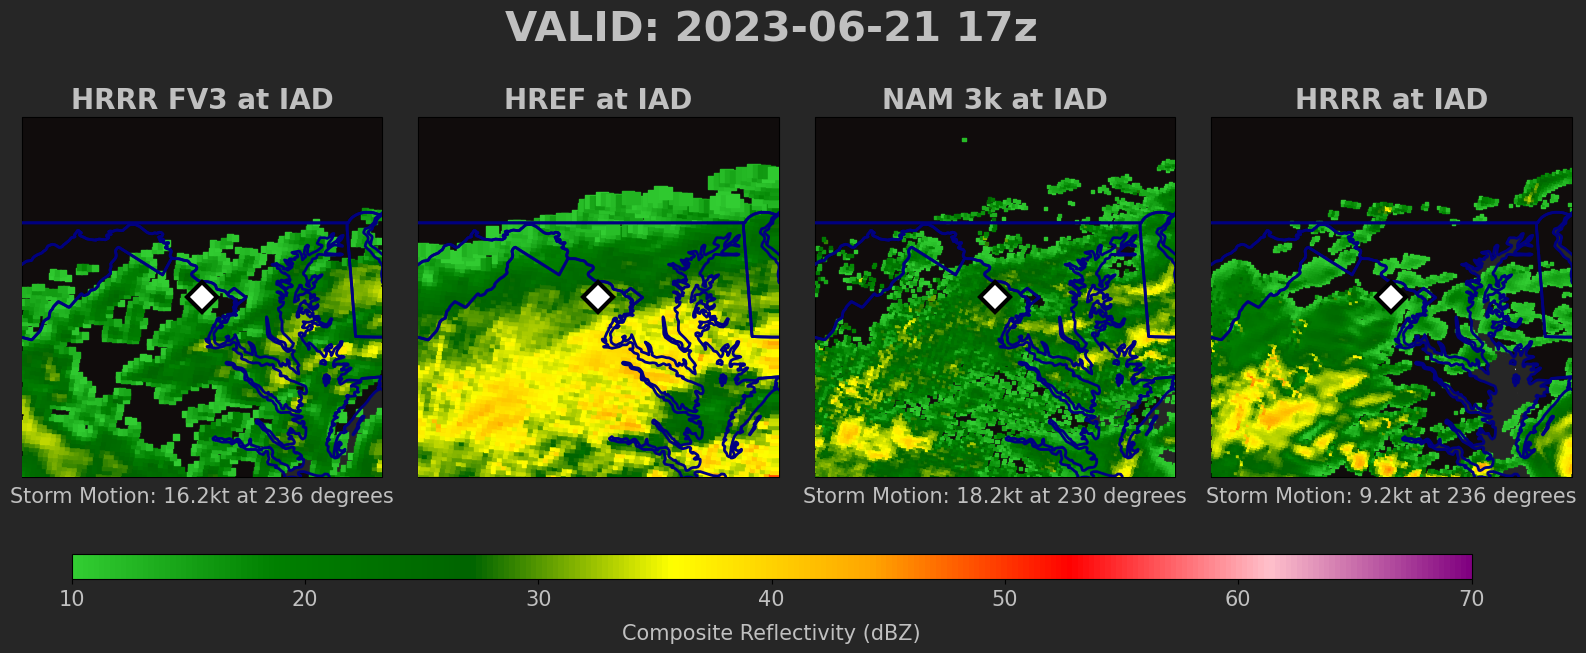 VALID: 2023-06-21 17z
HRRR FV3 at IAD
HREF at IAD
NAM 3k at IAD
HRRR at IAD
Storm Motion: 16.2kt at 236 degrees
Storm Motion: 18.2kt at 230 degrees
Storm Motion: 9.2kt at 236 degrees
10 20 30 40 50 60 70
Composite Reflectivity (dBZ)